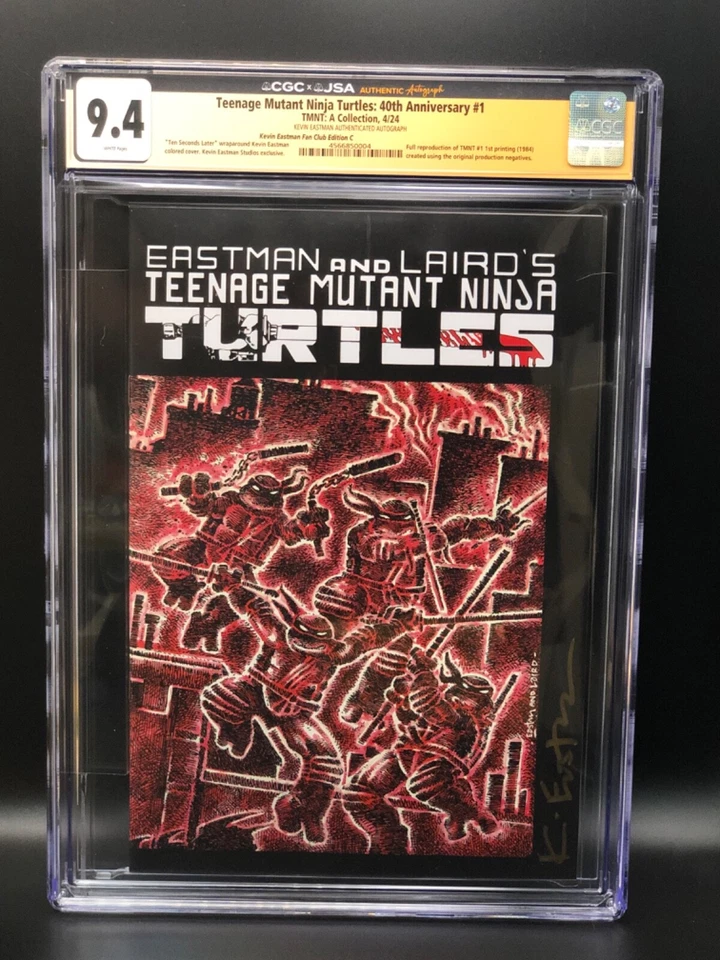 CGC x JSA AUTHENTIC Autograph
9.4
WHITE Pages
Teenage Mutant Ninja Turtles: 40th Anniversary #1
TMNT: A Collection, 4/24
KEVIN EASTMAN AUTHENTICATED AUTOGRAPH
Kevin Eastman Fan Club Edition C
"Ten Seconds Later" wraparound Kevin Eastman
colored cover. Kevin Eastman Studios exclusive.
4566850004
Full reproduction of TMNT #1 1st printing (1984)
created using the original production negatives.
CGC
EASTMAN AND LAIRD'S
TEENAGE MUTANT NINJA
TURTLES
EASTMAN AND LAIRD -
K. Eastman